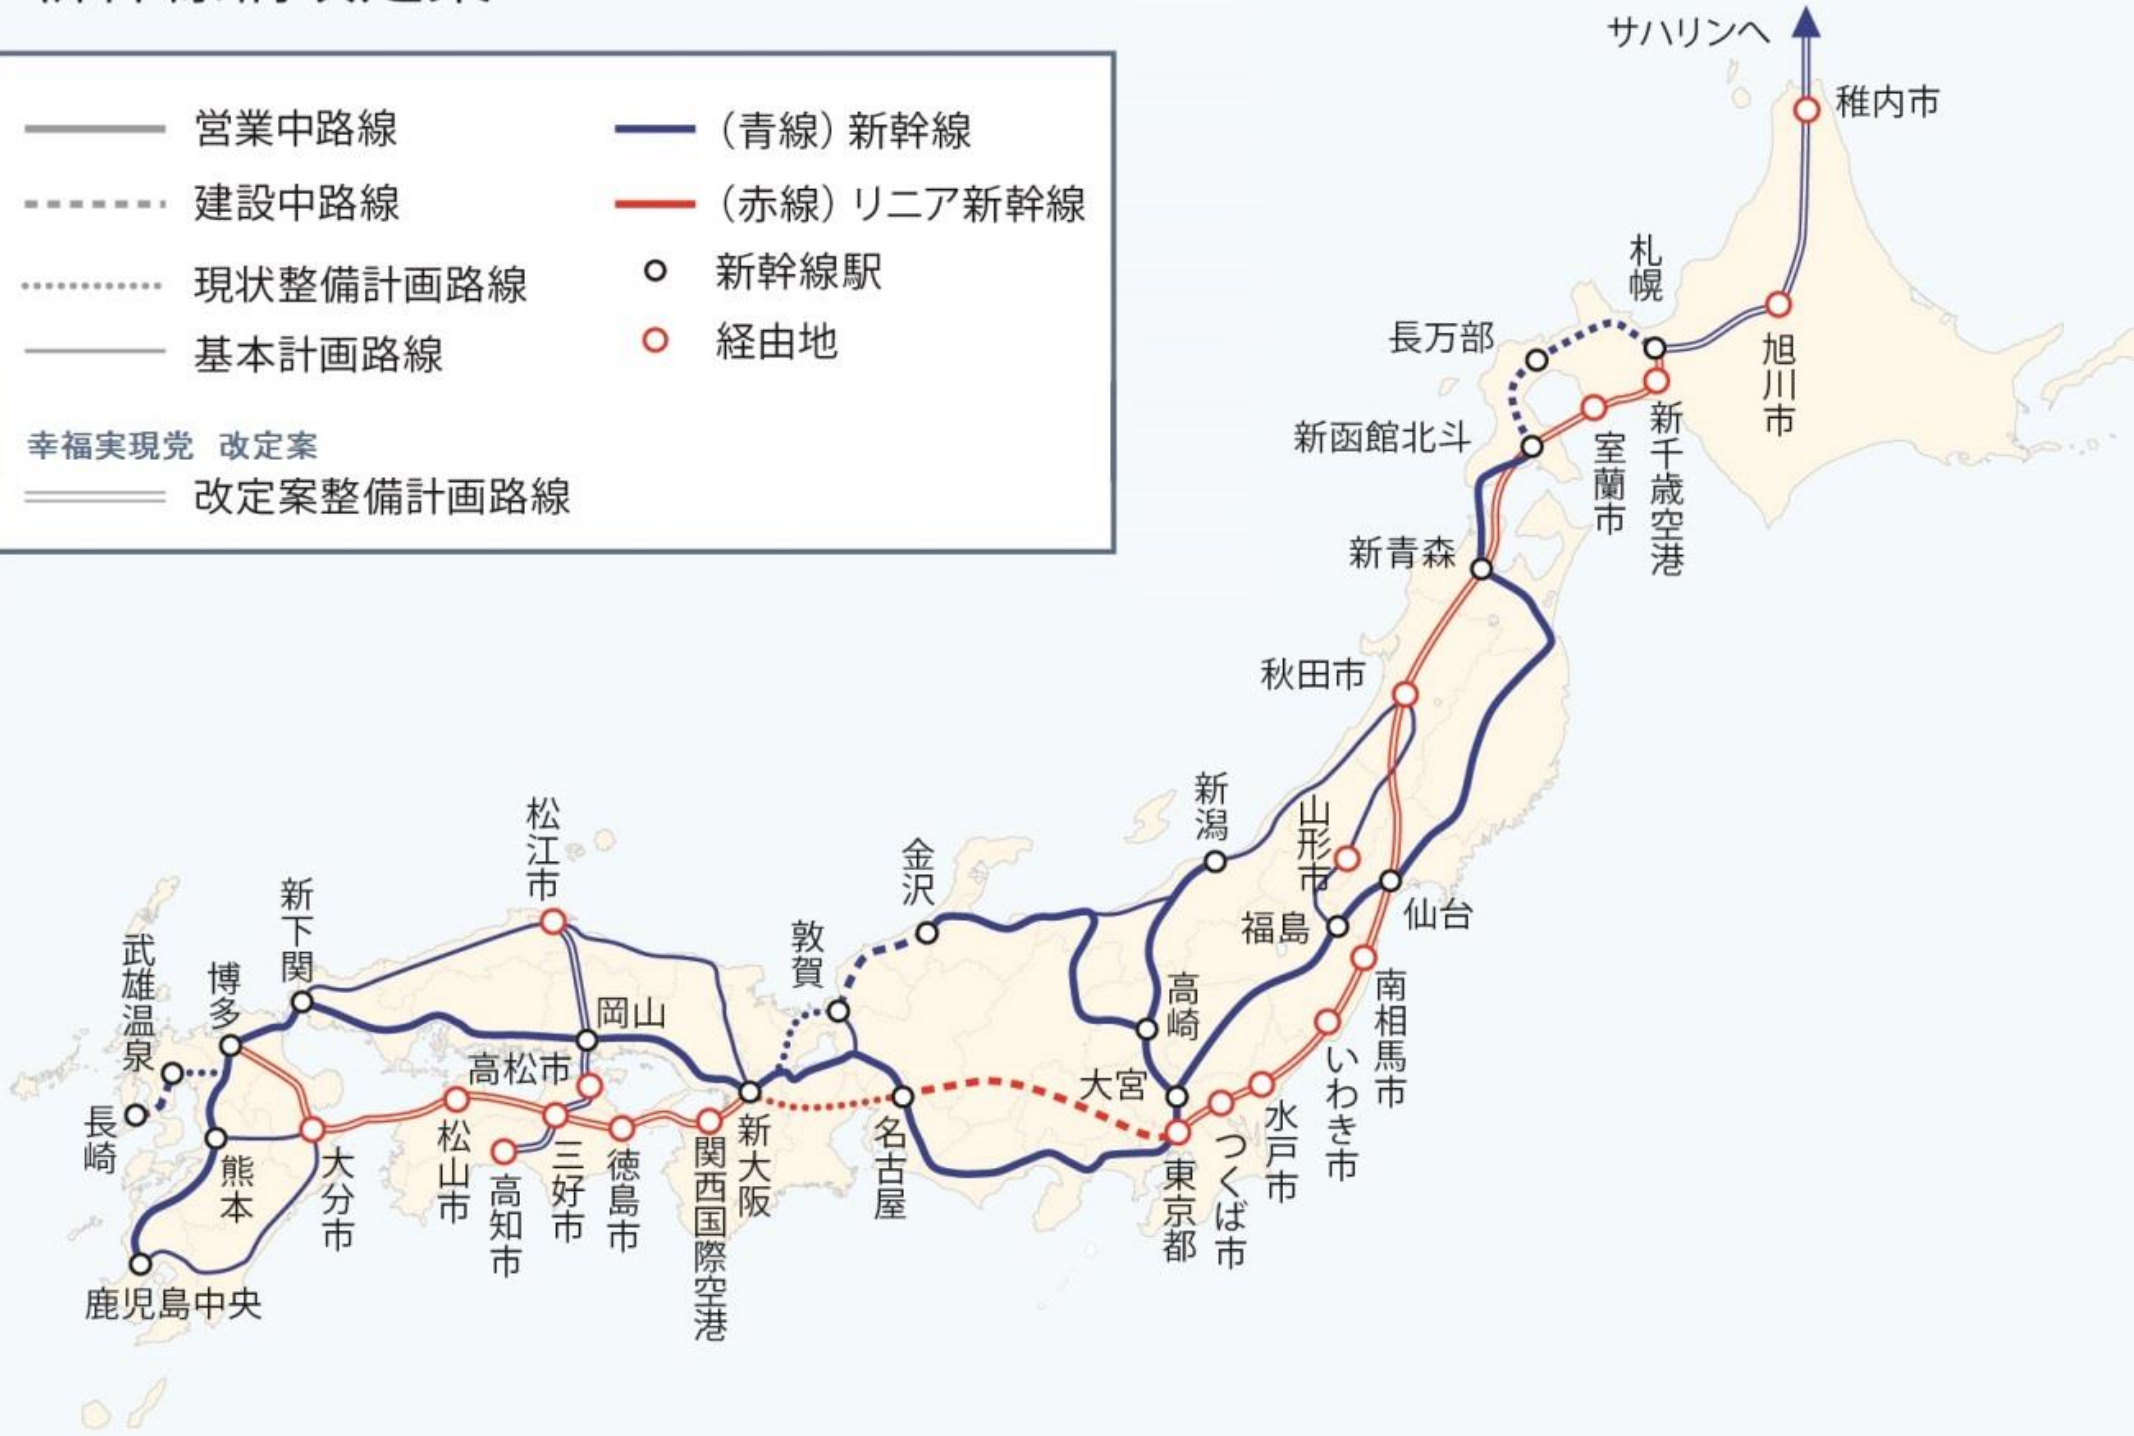 営業中路線
建設中路線
現状整備計画路線
基本計画路線
幸福実現党 改定案
改定案整備計画路線
（青線）新幹線
（赤線）リニア新幹線
新幹線駅
経由地
サハリンへ
稚内市
札幌
旭川市
長万部
新千歳空港
室蘭市
新函館北斗
新青森
秋田市
新潟
山形市
仙台
福島
金沢
南相馬市
高崎
いわき市
大宮
水戸市
つくば市
東京都
敦賀
名古屋
松江市
新下関
岡山
武雄温泉
博多
高松市
新大阪
関西国際空港
徳島市
三好市
高知市
松山市
長崎
熊本
大分市
鹿児島中央